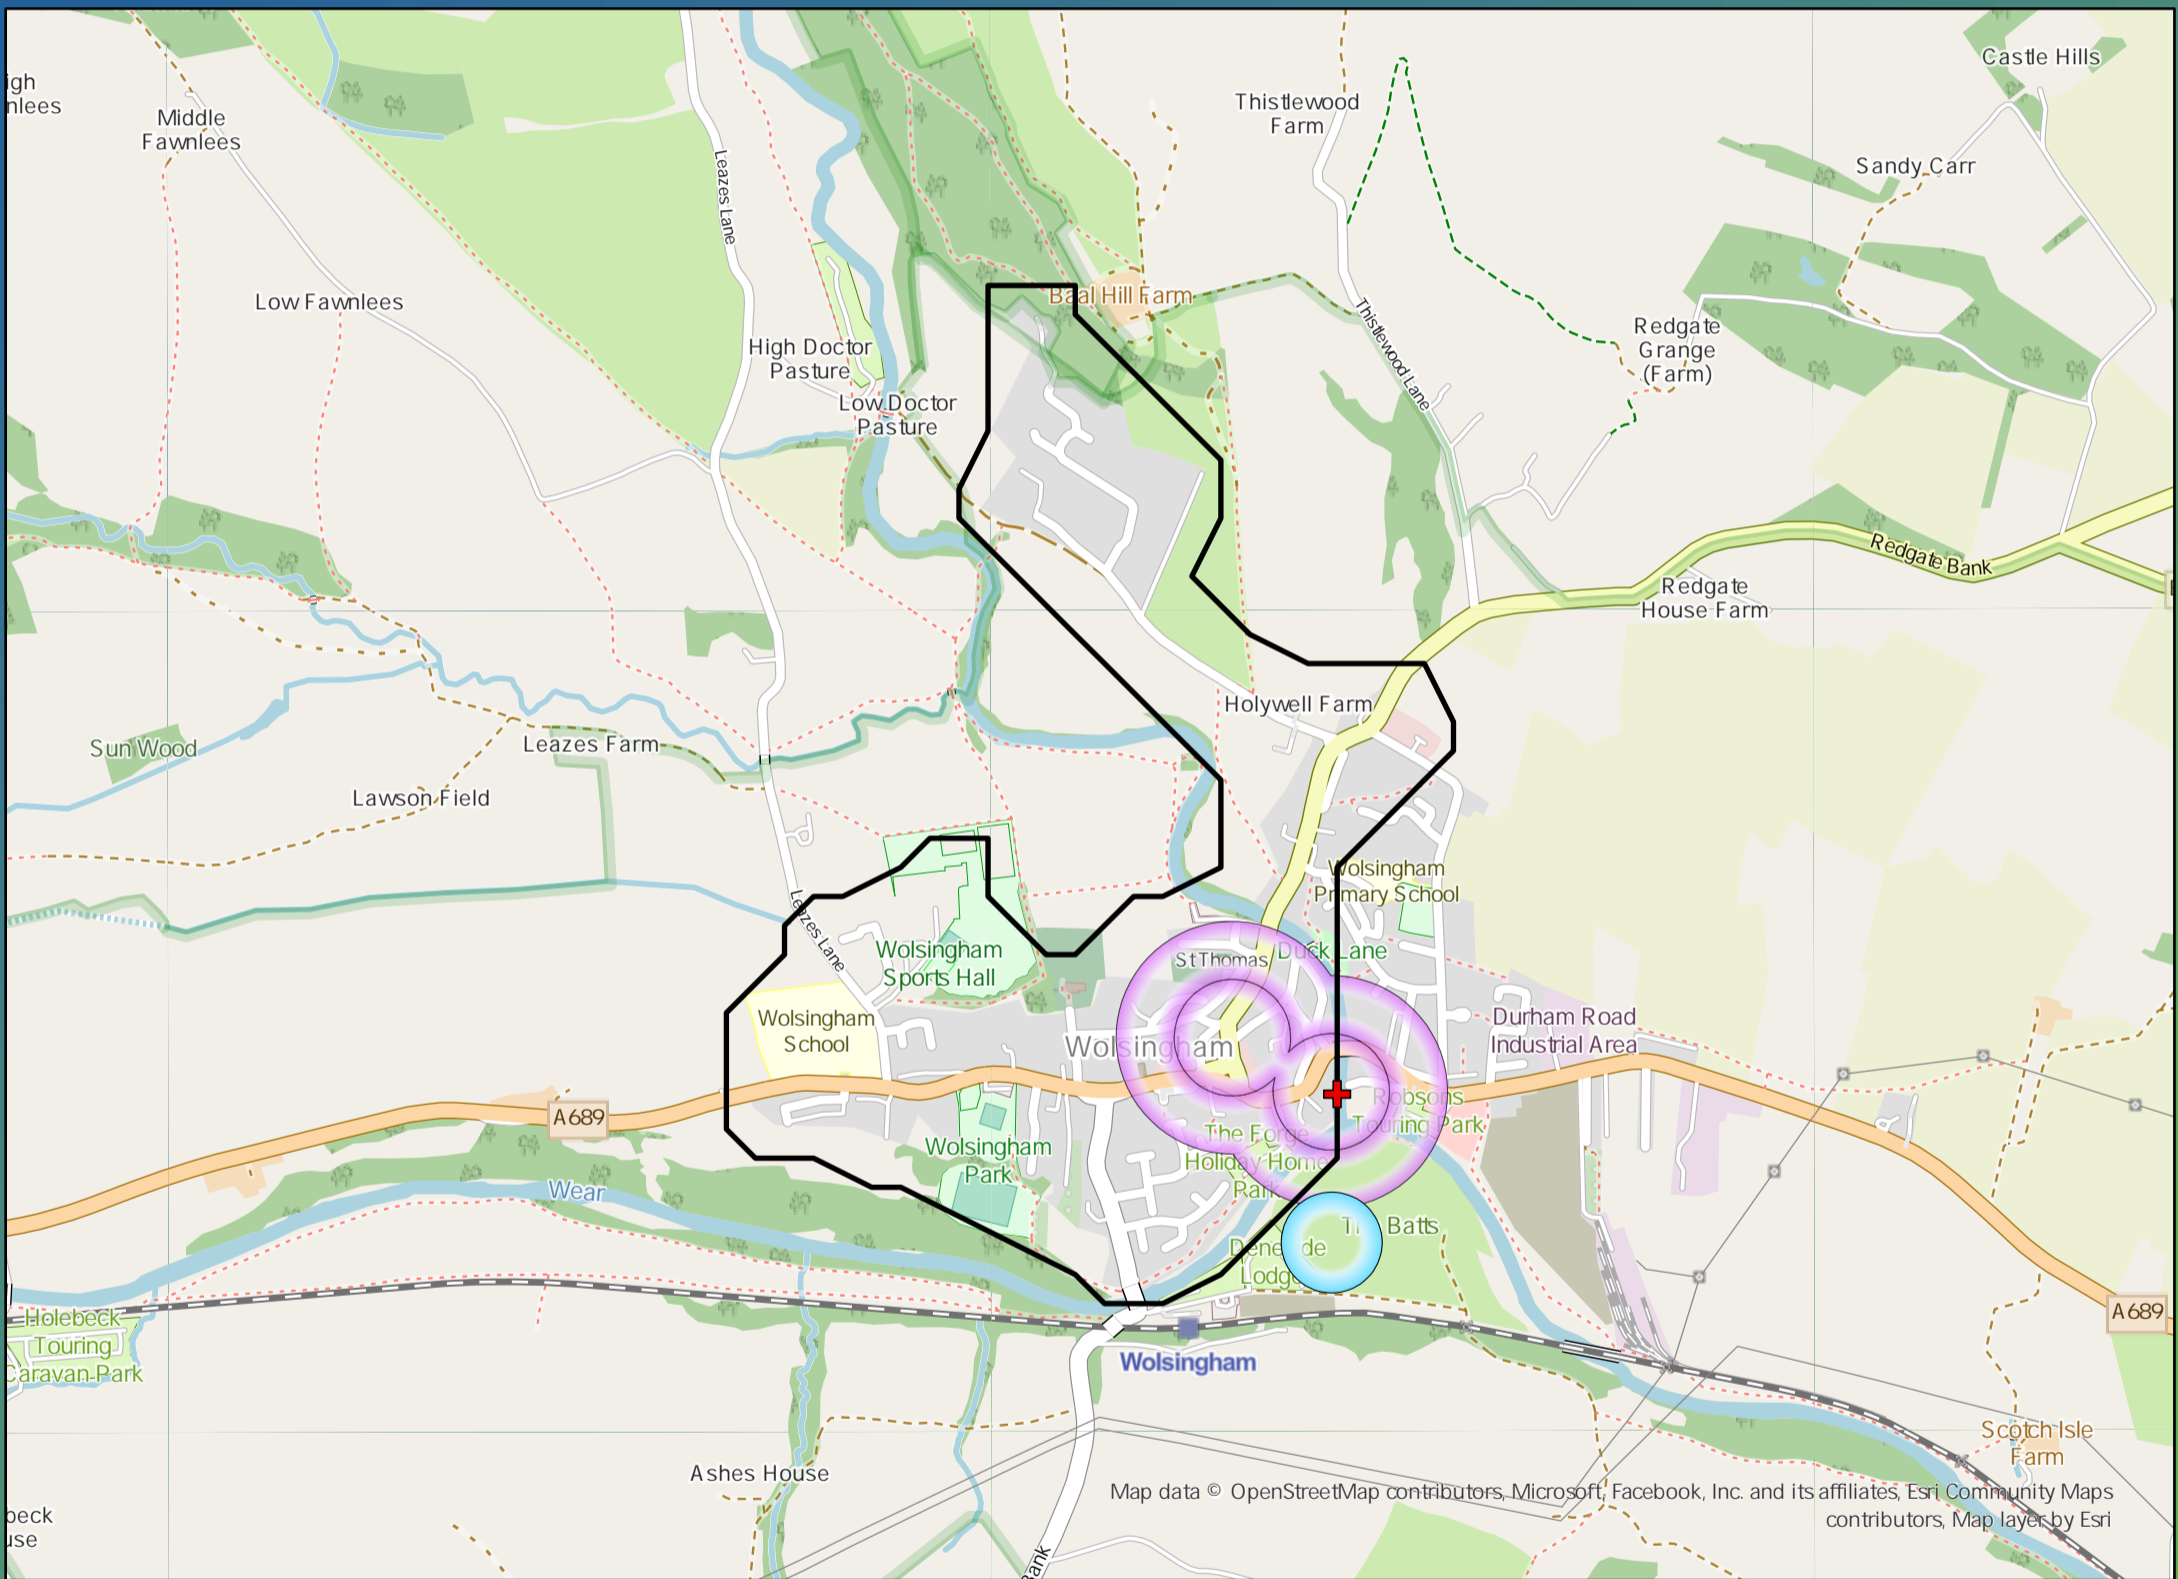 Castle Hills
igh
nlees
Middle
Fawnlees
Thistlewood
Farm
Sandy Carr
Leazes Lane
Low Fawnlees
Baal Hill Farm
High Doctor
Pasture
Thistlewood Lane
Redgate
Grange
(Farm)
Low Doctor
Pasture
Redgate Bank
Redgate
House Farm
Holywell Farm
Sun Wood
Leazes Farm
Lawson Field
Wolsingham
Primary School
Leazes Lane
Wolsingham
Sports Hall
St Thomas
Duck Lane
Wolsingham
School
Wolsingham
Durham Road
Industrial Area
A689
Robsons
Touring Park
The Forge
Holiday Home
Park
Wolsingham
Park
Wear
The Batts
Deneside
Lodge
A689
Holebeck
Touring
Caravan Park
Wolsingham
Scotch Isle
Farm
Ashes House
Map data © OpenStreetMap contributors, Microsoft, Facebook, Inc. and its affiliates, Esri Community Maps
contributors, Map layer by Esri
beck
use
Bank